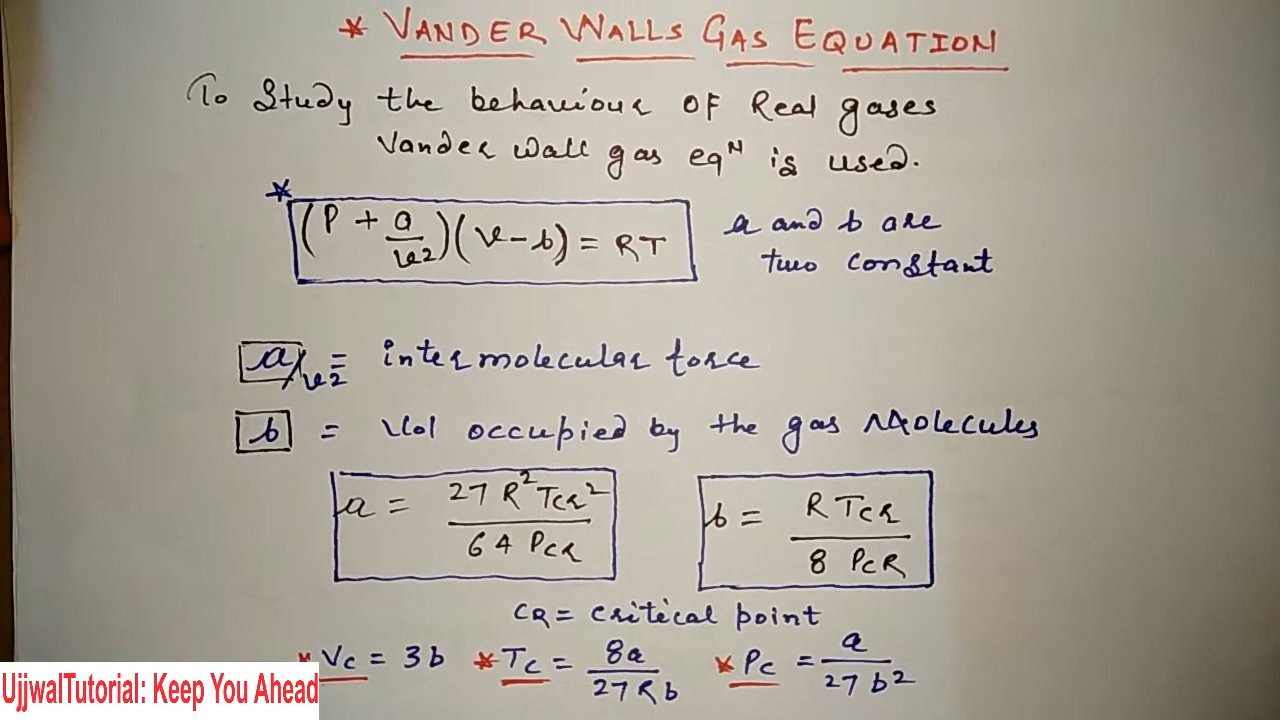 * VANDER WALLS GAS EQUATION
To Study the behaviour OF Real gases
Vander wall gas eqᴺ is used.
*
(P + a/v²)(v - b) = RT
a and b are
two constant
a/v² = intermolecular force
b = Vol occupied by the gas Molecules
a = 27 R² Tcr² / 64 Pcr
b = R Tcr / 8 PcR
CR = critical point
* Vc = 3b * Tc = 8a / 27 Rb * Pc = a / 27 b²
UjjwalTutorial: Keep You Ahead